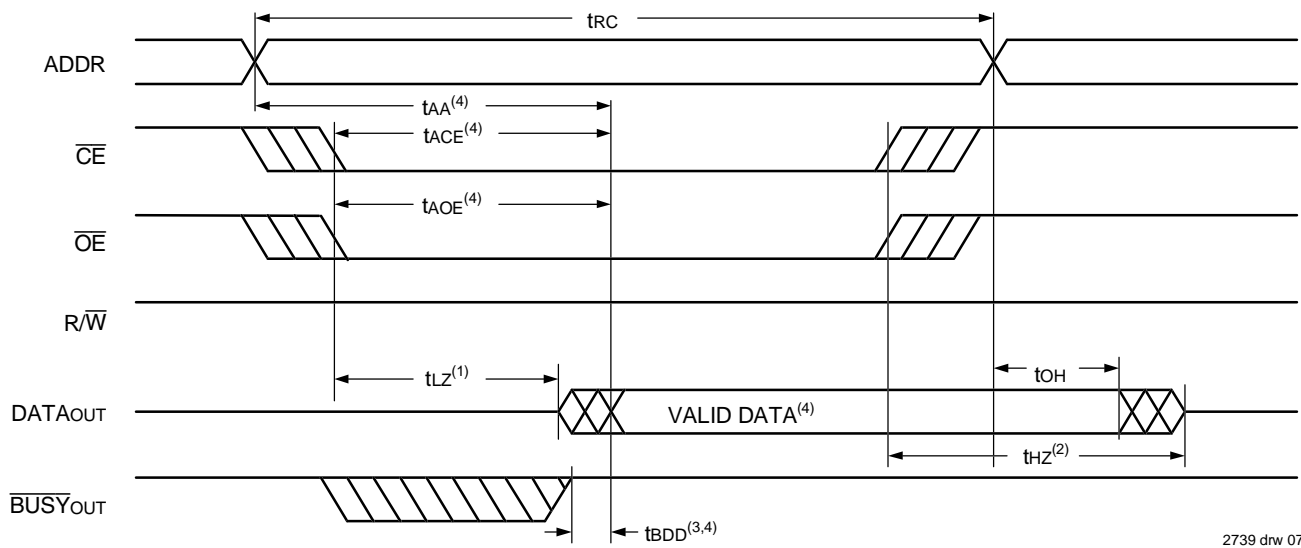 tRC
ADDR
tAA(4)
tACE(4)
CE
tAOE(4)
OE
R/W
tLZ(1)
tOH
DATAOUT
VALID DATA(4)
tHZ(2)
BUSYOUT
tBDD(3,4)
2739 drw 07